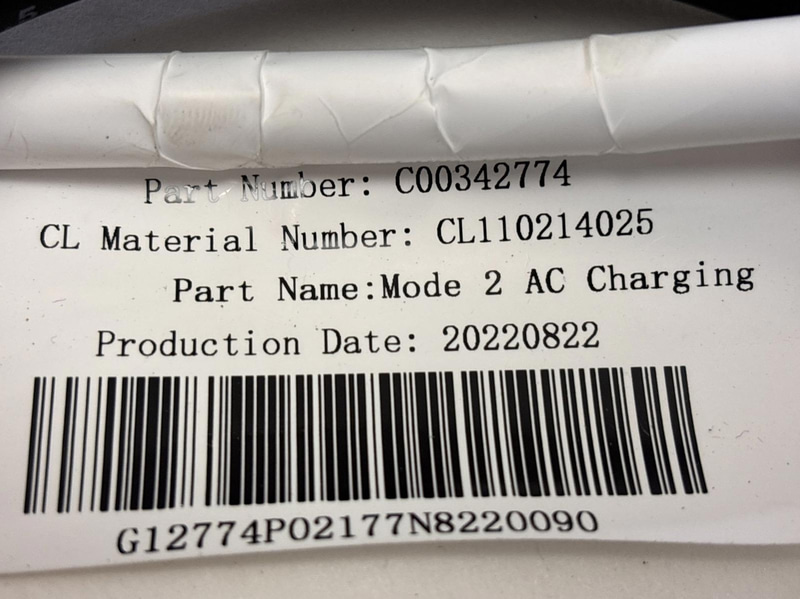 Part Number: C00342774
CL Material Number: CL110214025
Part Name:Mode 2 AC Charging
Production Date: 20220822
G12774P02177N8220090